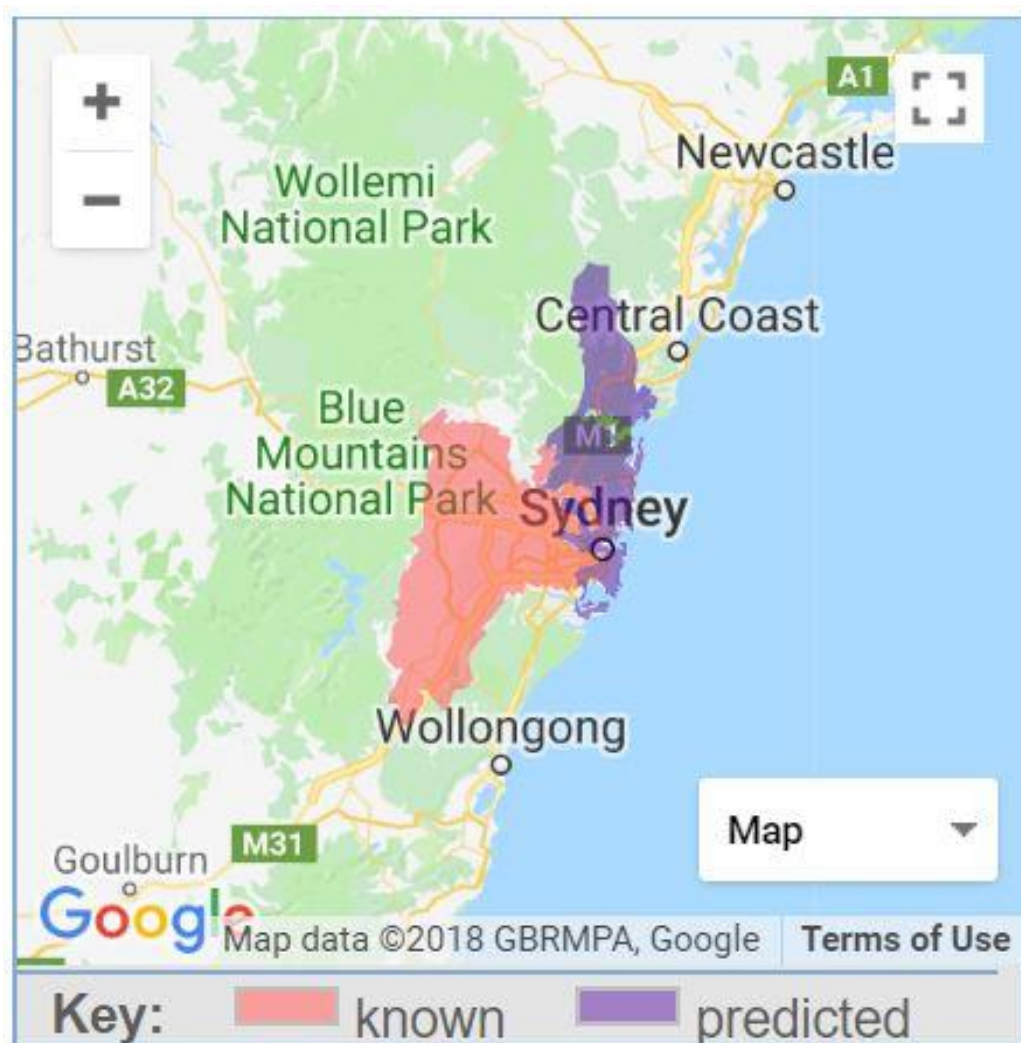 +
A1
Newcastle
−
Wollemi
National Park
Central Coast
Bathurst
A32
Blue
Mountains
National Park
M1
Sydney
Wollongong
Map
M31
Goulburn
Google
Map data ©2018 GBRMPA, Google
Terms of Use
Key: known predicted